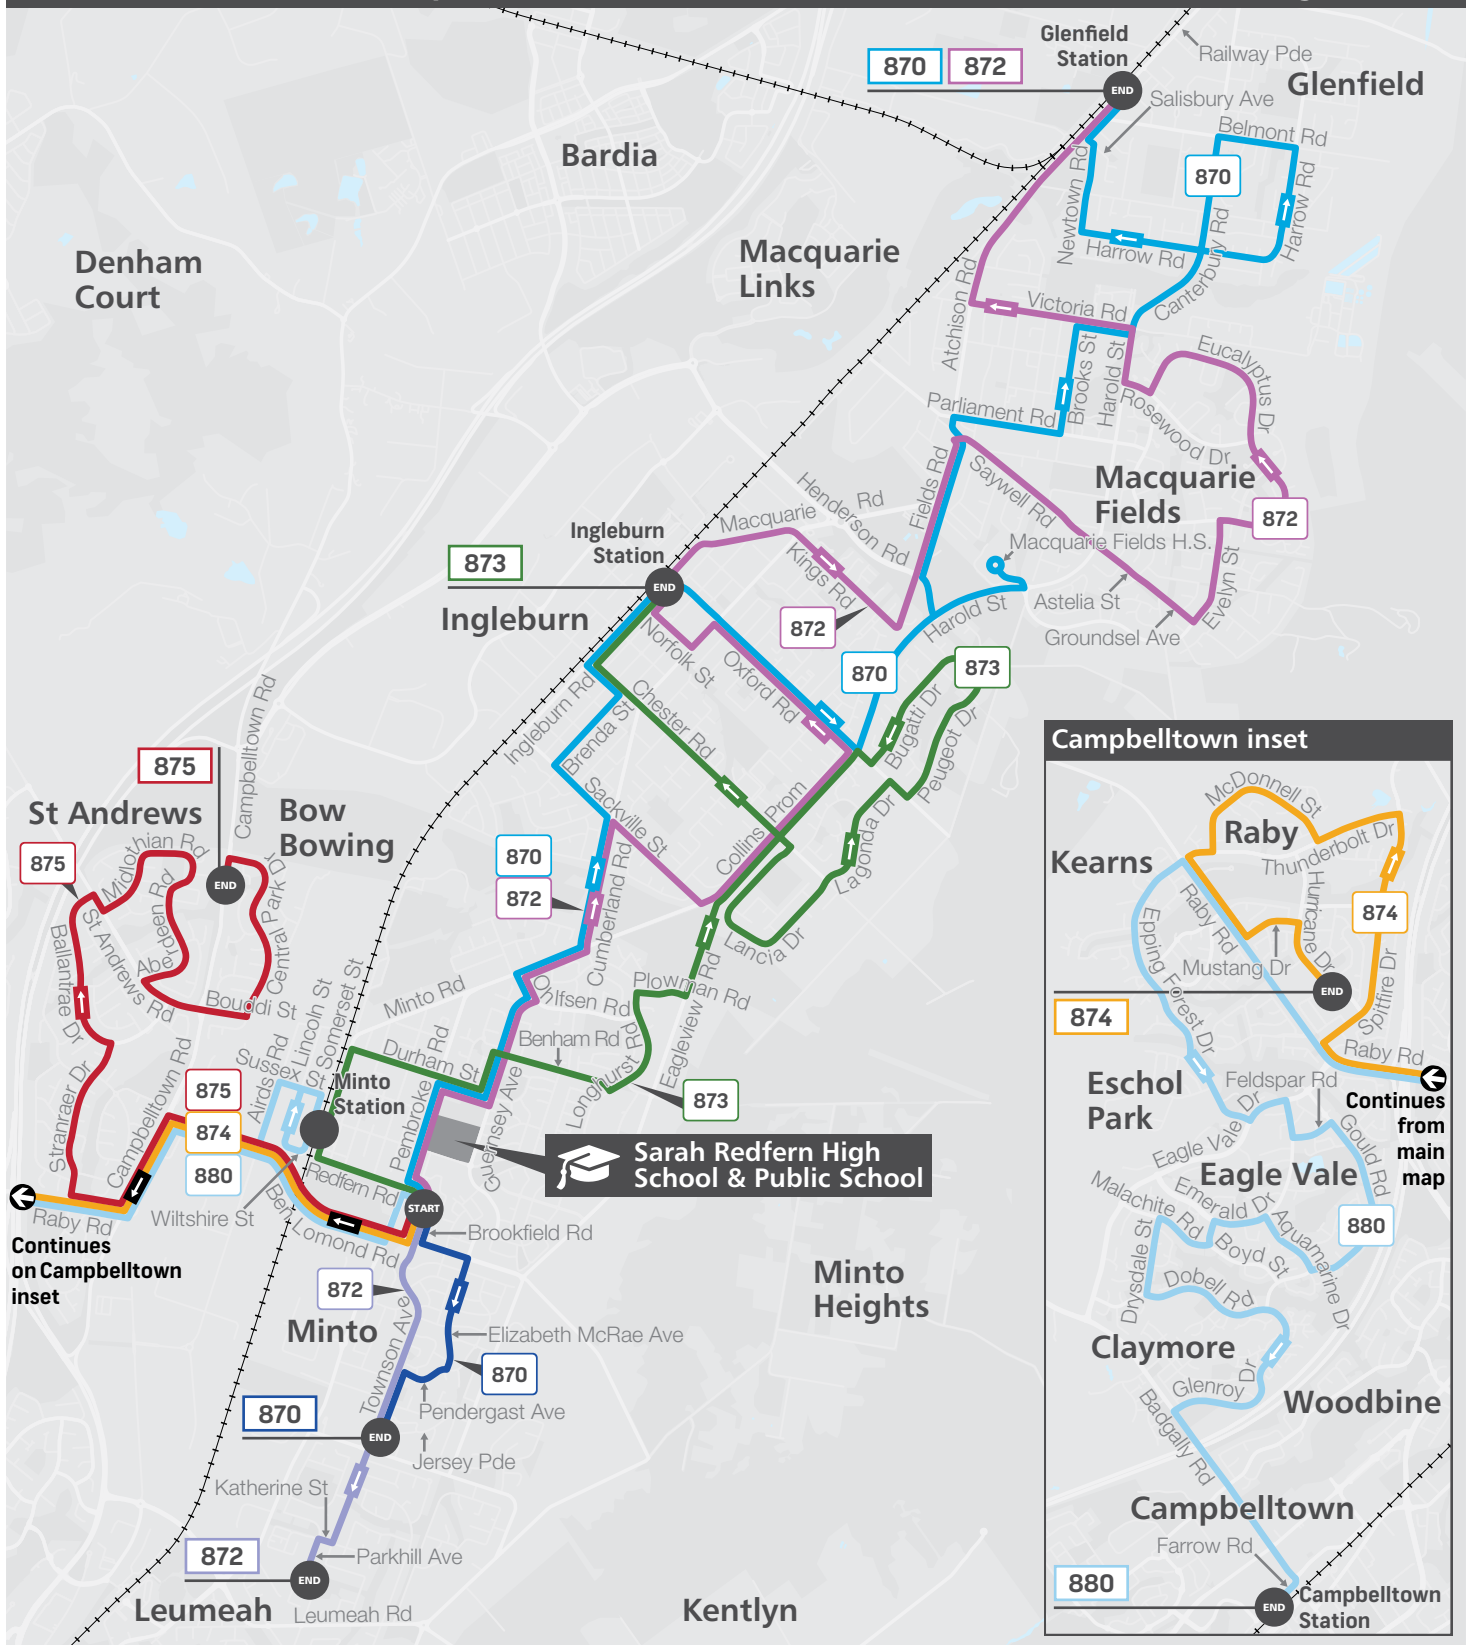 Glenfield
Station
870
872
END
Railway Pde
Glenfield
Salisbury Ave
Belmont Rd
870
Bardia
Newtown Rd
Harrow Rd
Harrow Rd
Canterbury Rd
Denham
Court
Macquarie
Links
Atchison Rd
Victoria Rd
Brooks St
Harold St
Eucalyptus Dr
Rosewood Dr
Parliament Rd
Fields Rd
Saywell Rd
Macquarie
Fields
872
Henderson Rd
Macquarie Rd
Kings Rd
Macquarie Fields H.S.
Ingleburn
Station
873
END
Ingleburn
872
Harold St
Astelia St
Groundsel Ave
Evelyn St
Norfolk St
Oxford Rd
870
873
Bugatti Dr
Peugeot Dr
Chester Rd
Ingleburn Rd
Brenda St
Sackville St
Collins Prom
Lagonda Dr
Lancia Dr
Campbelltown Rd
875
St Andrews
Bow
Bowing
Midlothian Rd
875
END
Central Park Dr
Aberdeen Rd
St Andrews Rd
Ballantrae Dr
Bouddi St
870
872
Cumberland Rd
Minto Rd
Ohlfsen Rd
Plowman Rd
Eagleview Rd
Benham Rd
Longhurst Rd
873
Durham St
Pembroke Rd
Guernsey Ave
Somerset St
Lincoln St
Sussex St
Airds Rd
Minto
Station
Stranraer Dr
Campbelltown Rd
875
874
880
Sarah Redfern High
School & Public School
Redfern Rd
START
Raby Rd
Wiltshire St
Ben Lomond Rd
Brookfield Rd
Continues
on Campbelltown
inset
872
Minto
Minto
Heights
Elizabeth McRae Ave
870
Townson Ave
Pendergast Ave
870
END
Jersey Pde
Katherine St
872
Parkhill Ave
END
Leumeah
Leumeah Rd
Kentlyn
Campbelltown inset
McDonnell St
Raby
Thunderbolt Dr
Kearns
Raby Rd
Hurricane Dr
874
Epping Forest Dr
Mustang Dr
END
874
Spitfire Dr
Raby Rd
Eschol
Park
Feldspar Rd
Continues
from
main
map
Eagle Vale Dr
Gould Rd
Eagle Vale
Malachite Rd
Emerald Dr
Aquamarine Dr
880
Drysdale St
Boyd St
Dobell Rd
Claymore
Glenroy Dr
Woodbine
Badgally Rd
Campbelltown
Farrow Rd
880
END
Campbelltown
Station